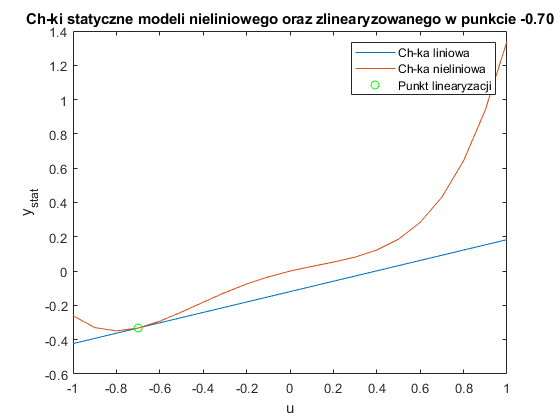 Ch-ki statyczne modeli nieliniowego oraz zlinearyzowanego w punkcie -0.70
1.4
1.2
1
0.8
0.6
0.4
0.2
0
-0.2
-0.4
-0.6
y_stat
Ch-ka liniowa
Ch-ka nieliniowa
Punkt linearyzacji
-1 -0.8 -0.6 -0.4 -0.2 0 0.2 0.4 0.6 0.8 1
u